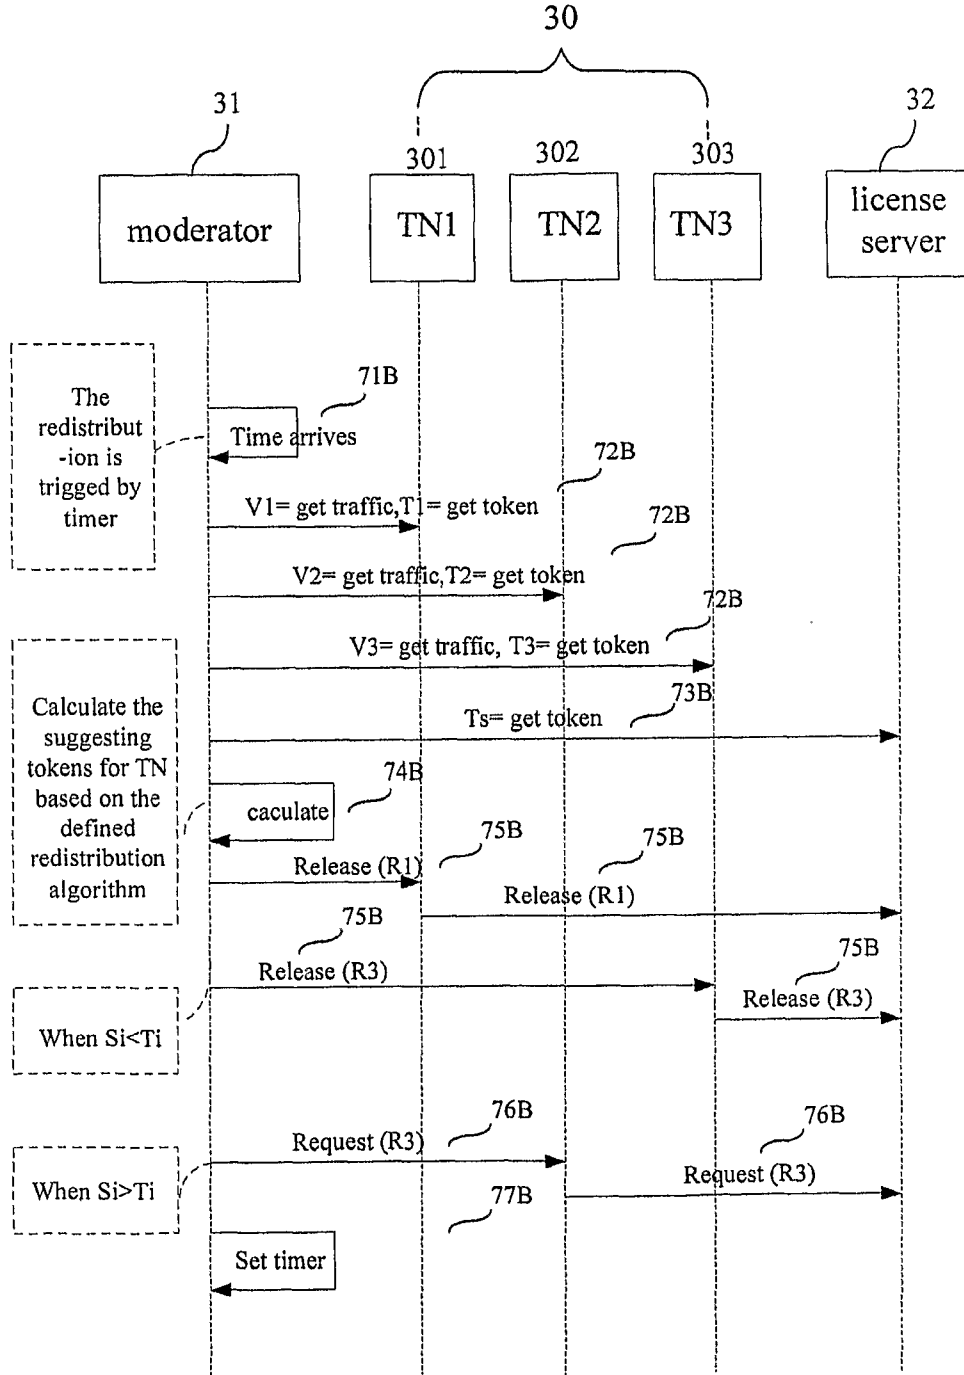 30
31
32
301
302
303
moderator
TN1
TN2
TN3
license
server
The
redistribut
-ion is
trigged by
timer
71B
Time arrives
72B
V1= get traffic,T1= get token
72B
V2= get traffic,T2= get token
72B
V3= get traffic, T3= get token
73B
Ts= get token
Calculate the
suggesting
tokens for TN
based on the
defined
redistribution
algorithm
74B
caculate
75B
Release (R1)
75B
Release (R1)
75B
Release (R3)
75B
Release (R3)
When Si<Ti
76B
Request (R3)
76B
Request (R3)
When Si>Ti
77B
Set timer